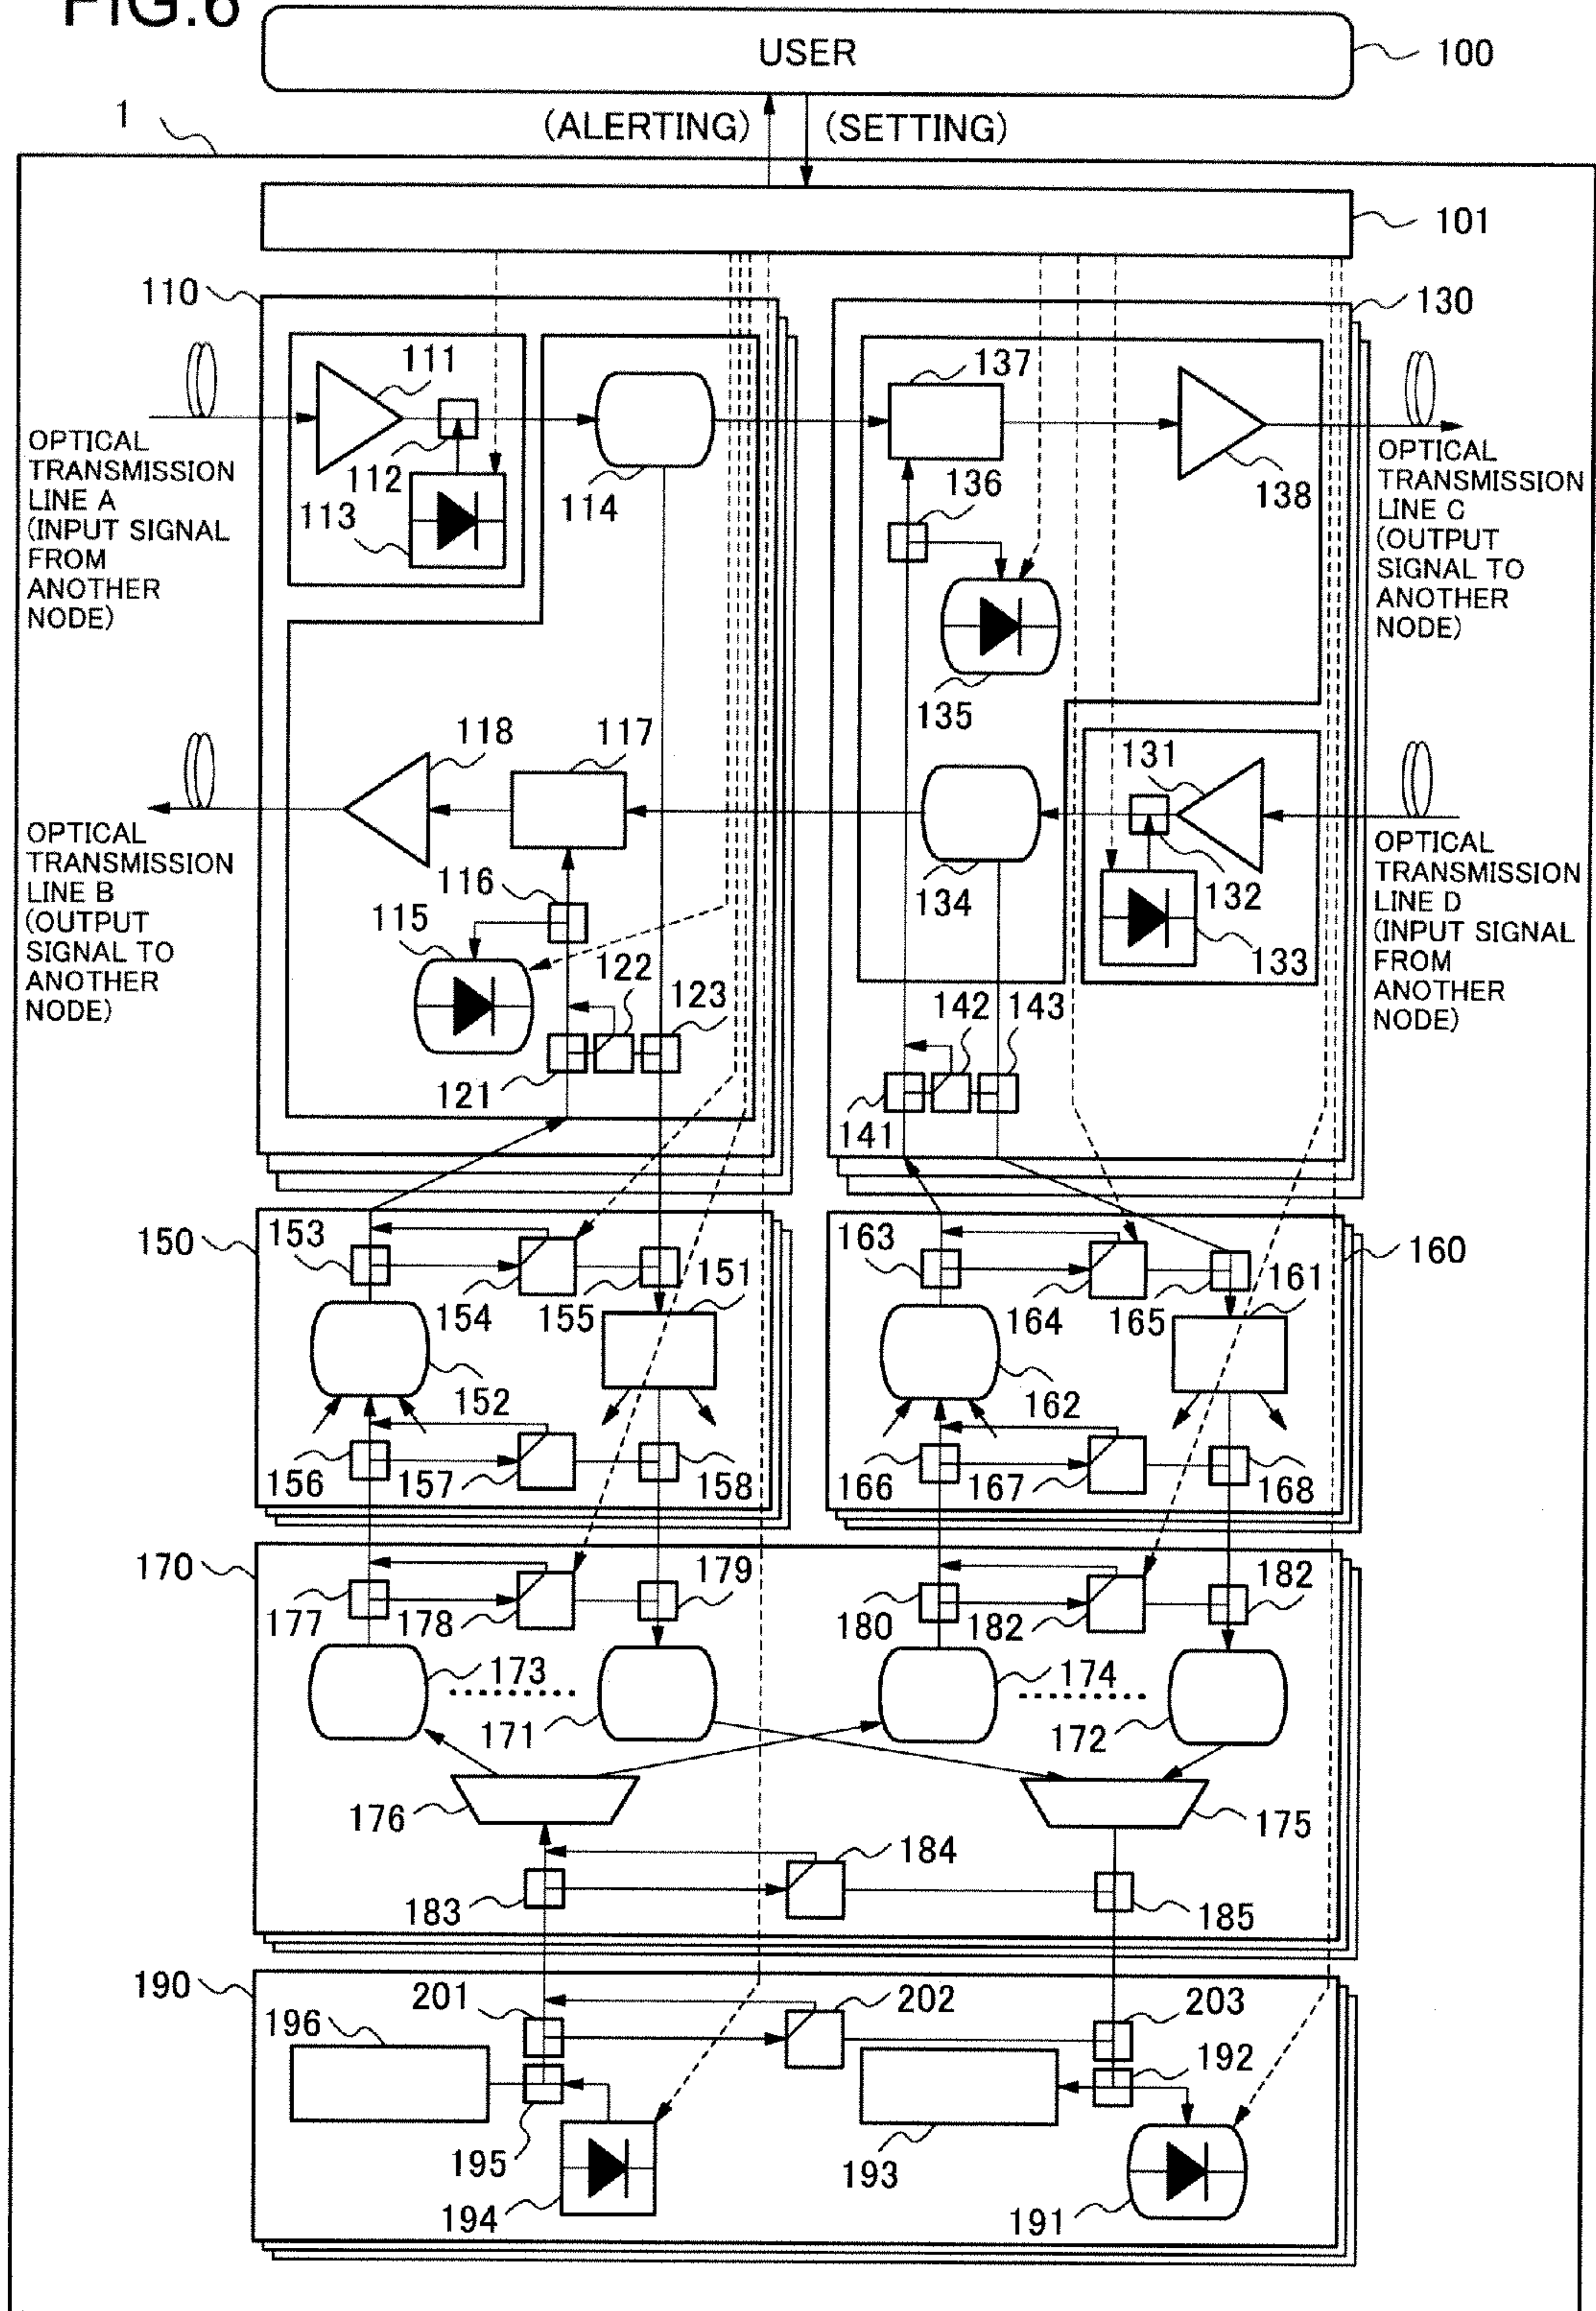 FIG.6
USER
100
1
(ALERTING)
(SETTING)
101
110
130
111
137
112
136
113
114
138
OPTICAL
TRANSMISSION
LINE A
(INPUT SIGNAL
FROM
ANOTHER
NODE)
OPTICAL
TRANSMISSION
LINE C
(OUTPUT
SIGNAL TO
ANOTHER
NODE)
135
118
117
131
116
134
132
115
133
OPTICAL
TRANSMISSION
LINE B
(OUTPUT
SIGNAL TO
ANOTHER
NODE)
OPTICAL
TRANSMISSION
LINE D
(INPUT SIGNAL
FROM
ANOTHER
NODE)
122
123
142
143
121
141
150
153
151
163
160
161
154
155
164
165
152
162
156
157
158
166
167
168
170
179
182
177
178
180
182
173
174
171
172
176
175
184
183
185
190
201
202
203
196
192
195
193
194
191